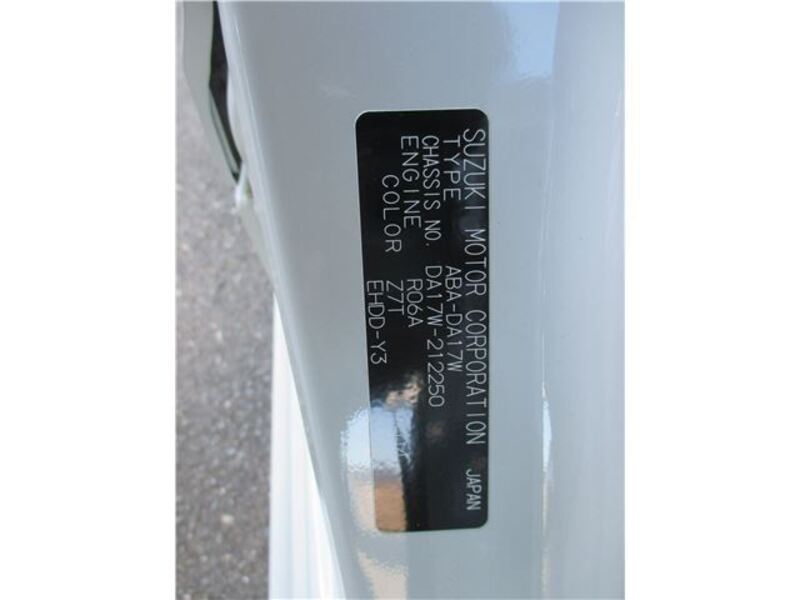 SUZUKI MOTOR CORPORATION JAPAN
TYPE ABA-DA17W
CHASSIS NO. DA17W-212250
ENGINE R06A
COLOR Z7T
EHDD-Y3